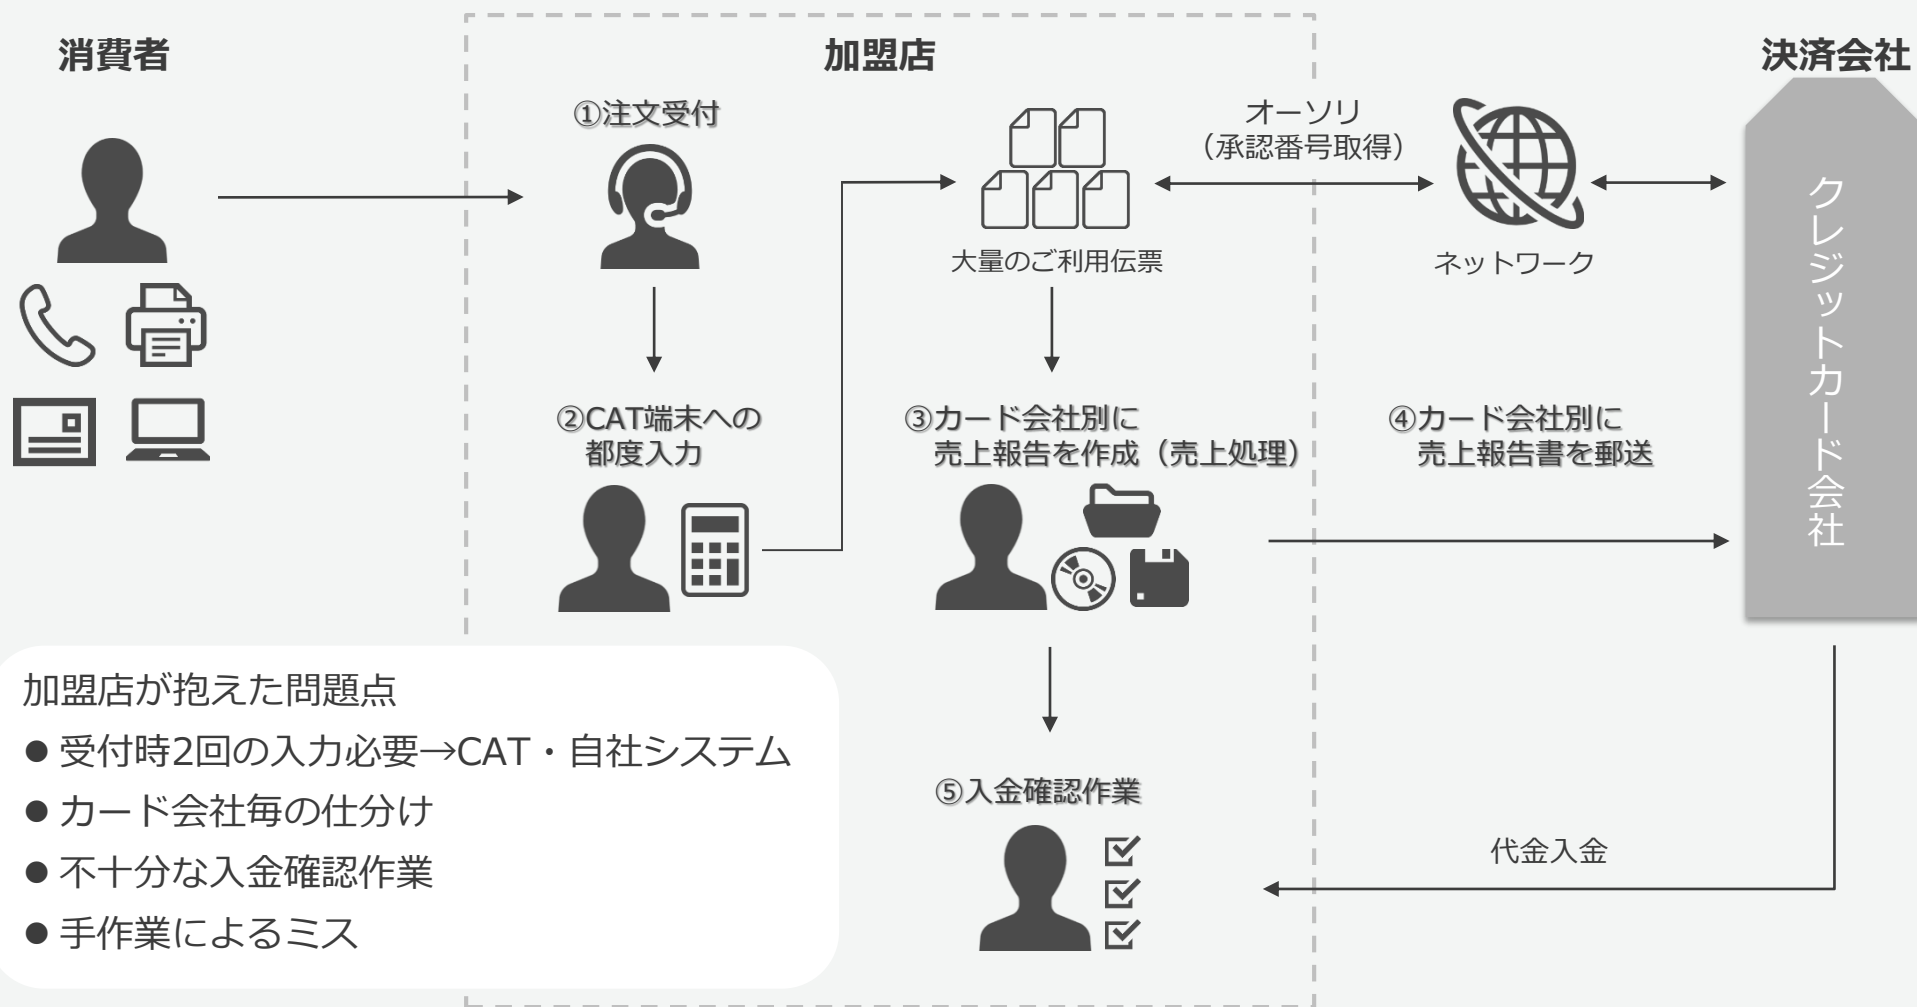 消費者
加盟店
決済会社
①注文受付
オーソリ
（承認番号取得）
大量のご利用伝票
ネットワーク
クレジットカード会社
②CAT端末への
都度入力
③カード会社別に
売上報告を作成（売上処理）
④カード会社別に
売上報告書を郵送
⑤入金確認作業
代金入金
加盟店が抱えた問題点
●受付時2回の入力必要→CAT・自社システム
●カード会社毎の仕分け
●不十分な入金確認作業
●手作業によるミス